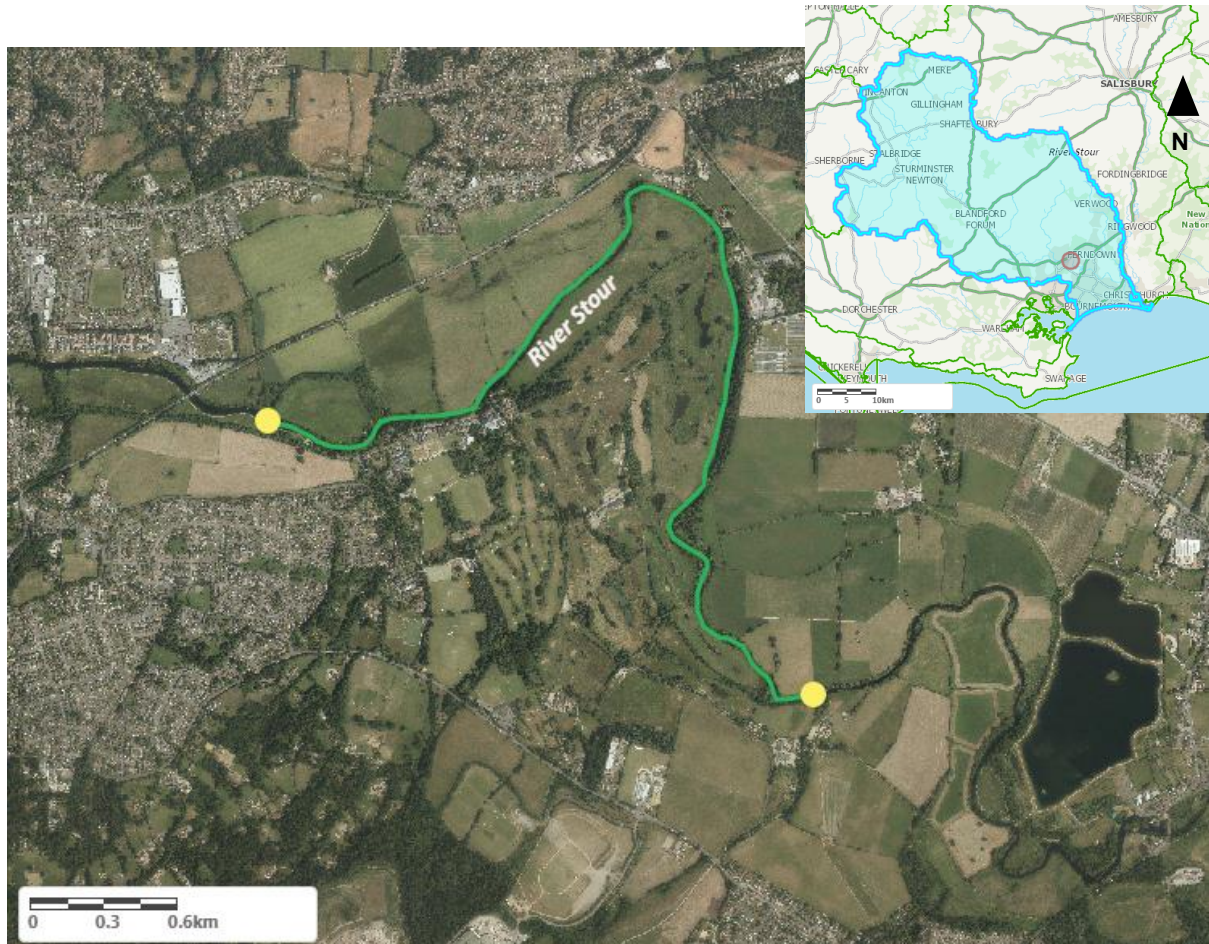 AMESBURY
MERE
SALISBURY
GILLINGHAM
SHAFTESBURY
N
River Stour
SHERBORNE
STALBRIDGE
STURMINSTER
NEWTON
FORDINGBRIDGE
VERWOOD
New
BLANDFORD
FORUM
RINGWOOD
FERNDOWN
CHRISTCHURCH
BOURNEMOUTH
DORCHESTER
SWANAGE
0 5 10km
River Stour
0 0.3 0.6km